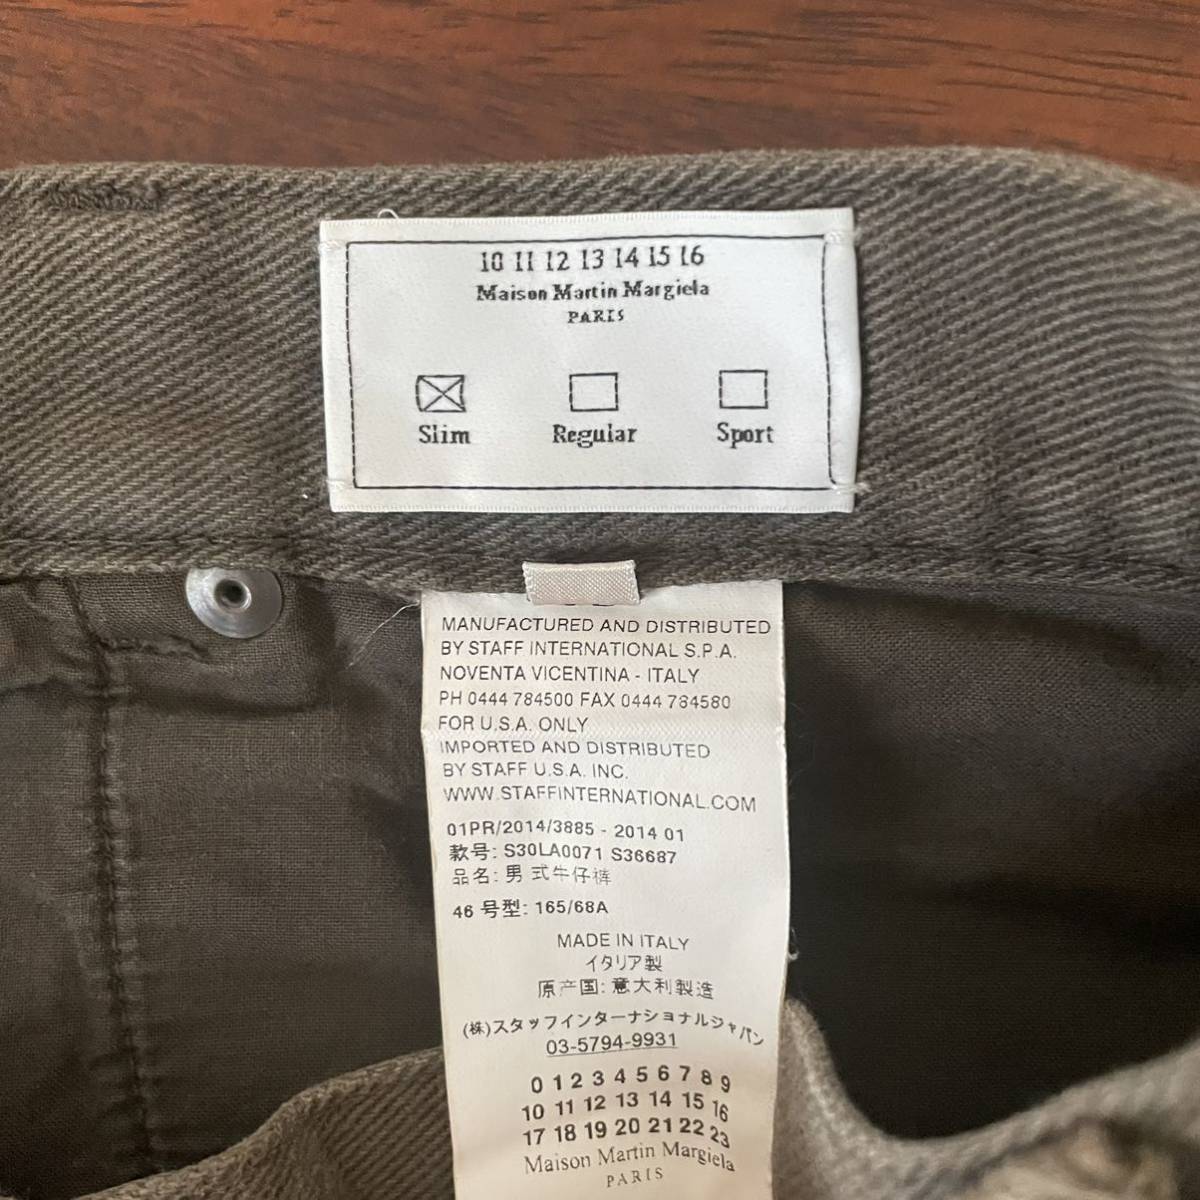 10 11 12 13 14 15 16
Maison Martin Margiela
PARIS
Slim Regular Sport
MANUFACTURED AND DISTRIBUTED
BY STAFF INTERNATIONAL S.P.A.
NOVENTA VICENTINA - ITALY
PH 0444 784500 FAX 0444 784580
FOR U.S.A. ONLY
IMPORTED AND DISTRIBUTED
BY STAFF U.S.A. INC.
WWW.STAFFINTERNATIONAL.COM
01PR/2014/3885 - 2014 01
款号: S30LA0071 S36687
品名: 男 式牛仔裤
46 号型: 165/68A
MADE IN ITALY
イタリア製
原产国: 意大利製造
(株)スタッフインターナショナルジャパン
03-5794-9931
0 1 2 3 4 5 6 7 8 9
10 11 12 13 14 15 16
17 18 19 20 21 22 23
Maison Martin Margiela
PARIS